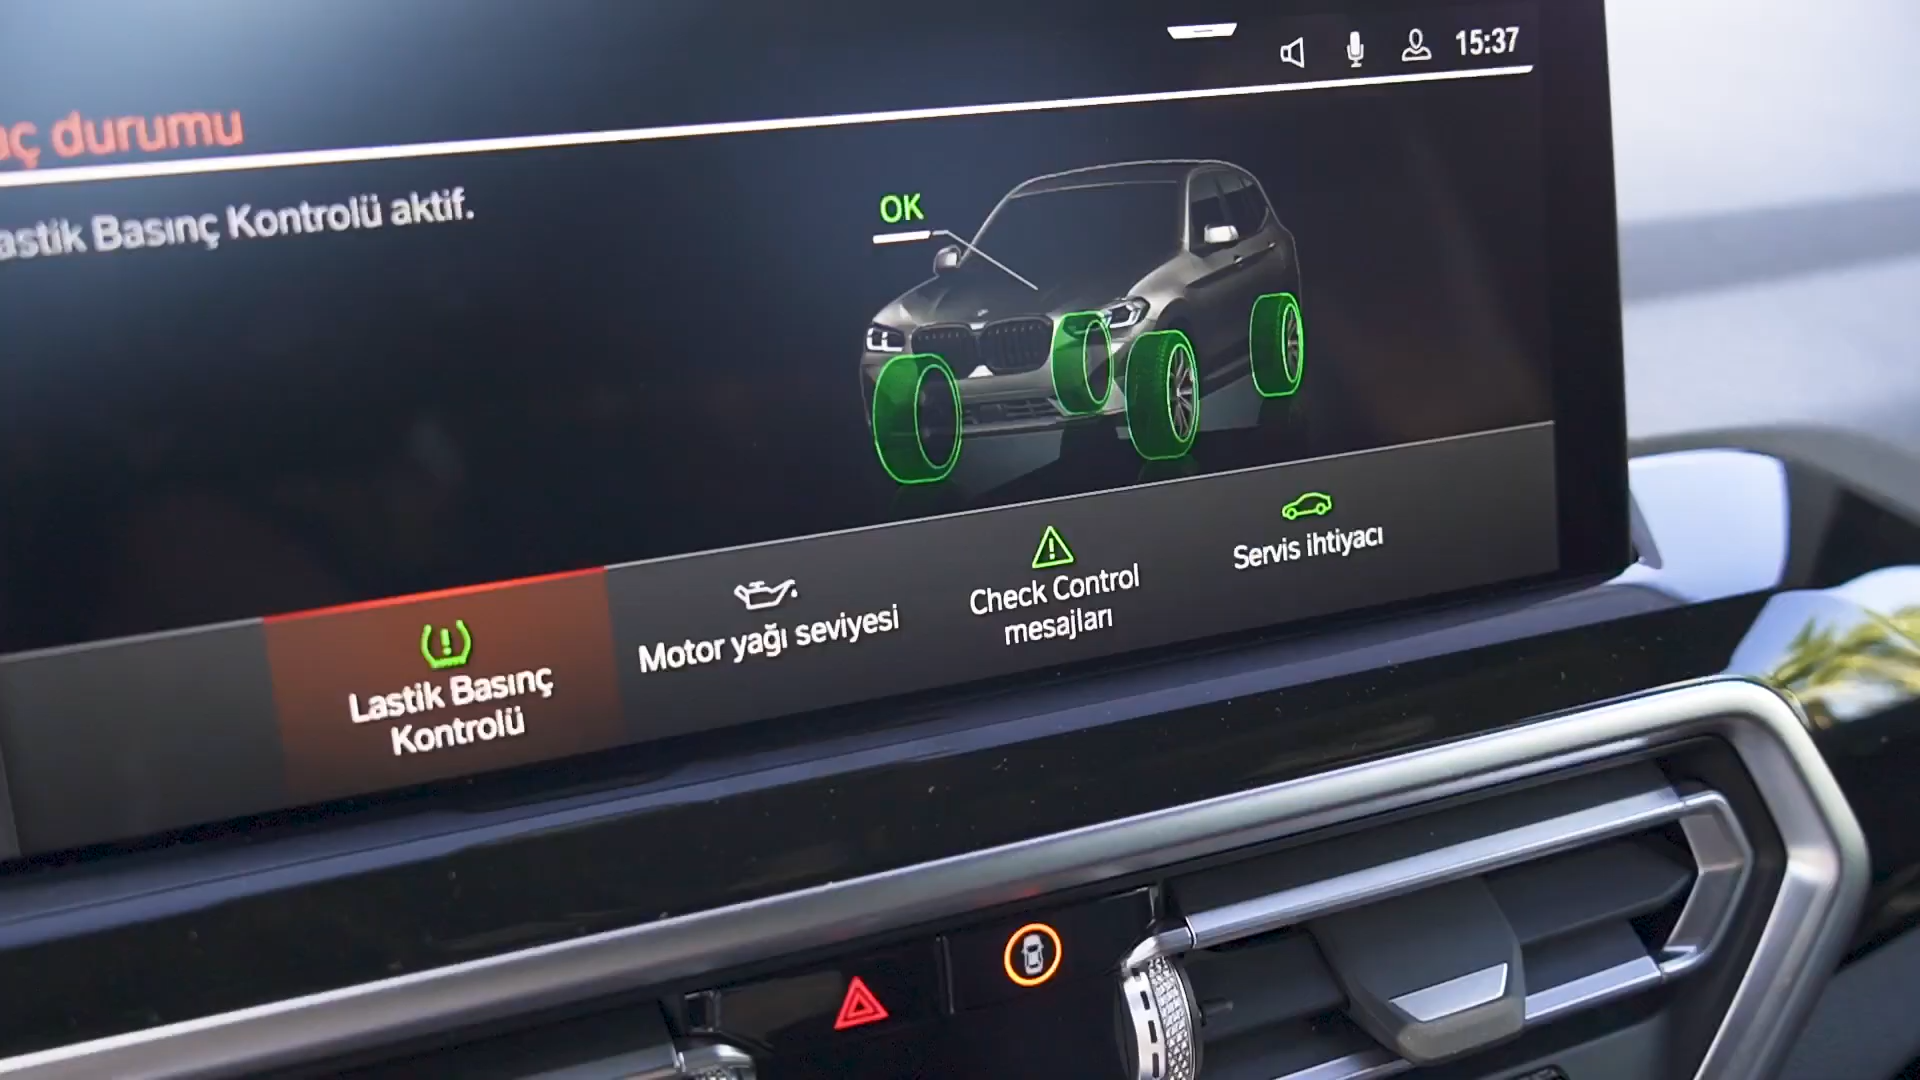 15:37
aç durumu
astik Basınç Kontrolü aktif.
OK
Lastik Basınç
Kontrolü
Motor yağı seviyesi
Check Control
mesajları
Servis ihtiyacı